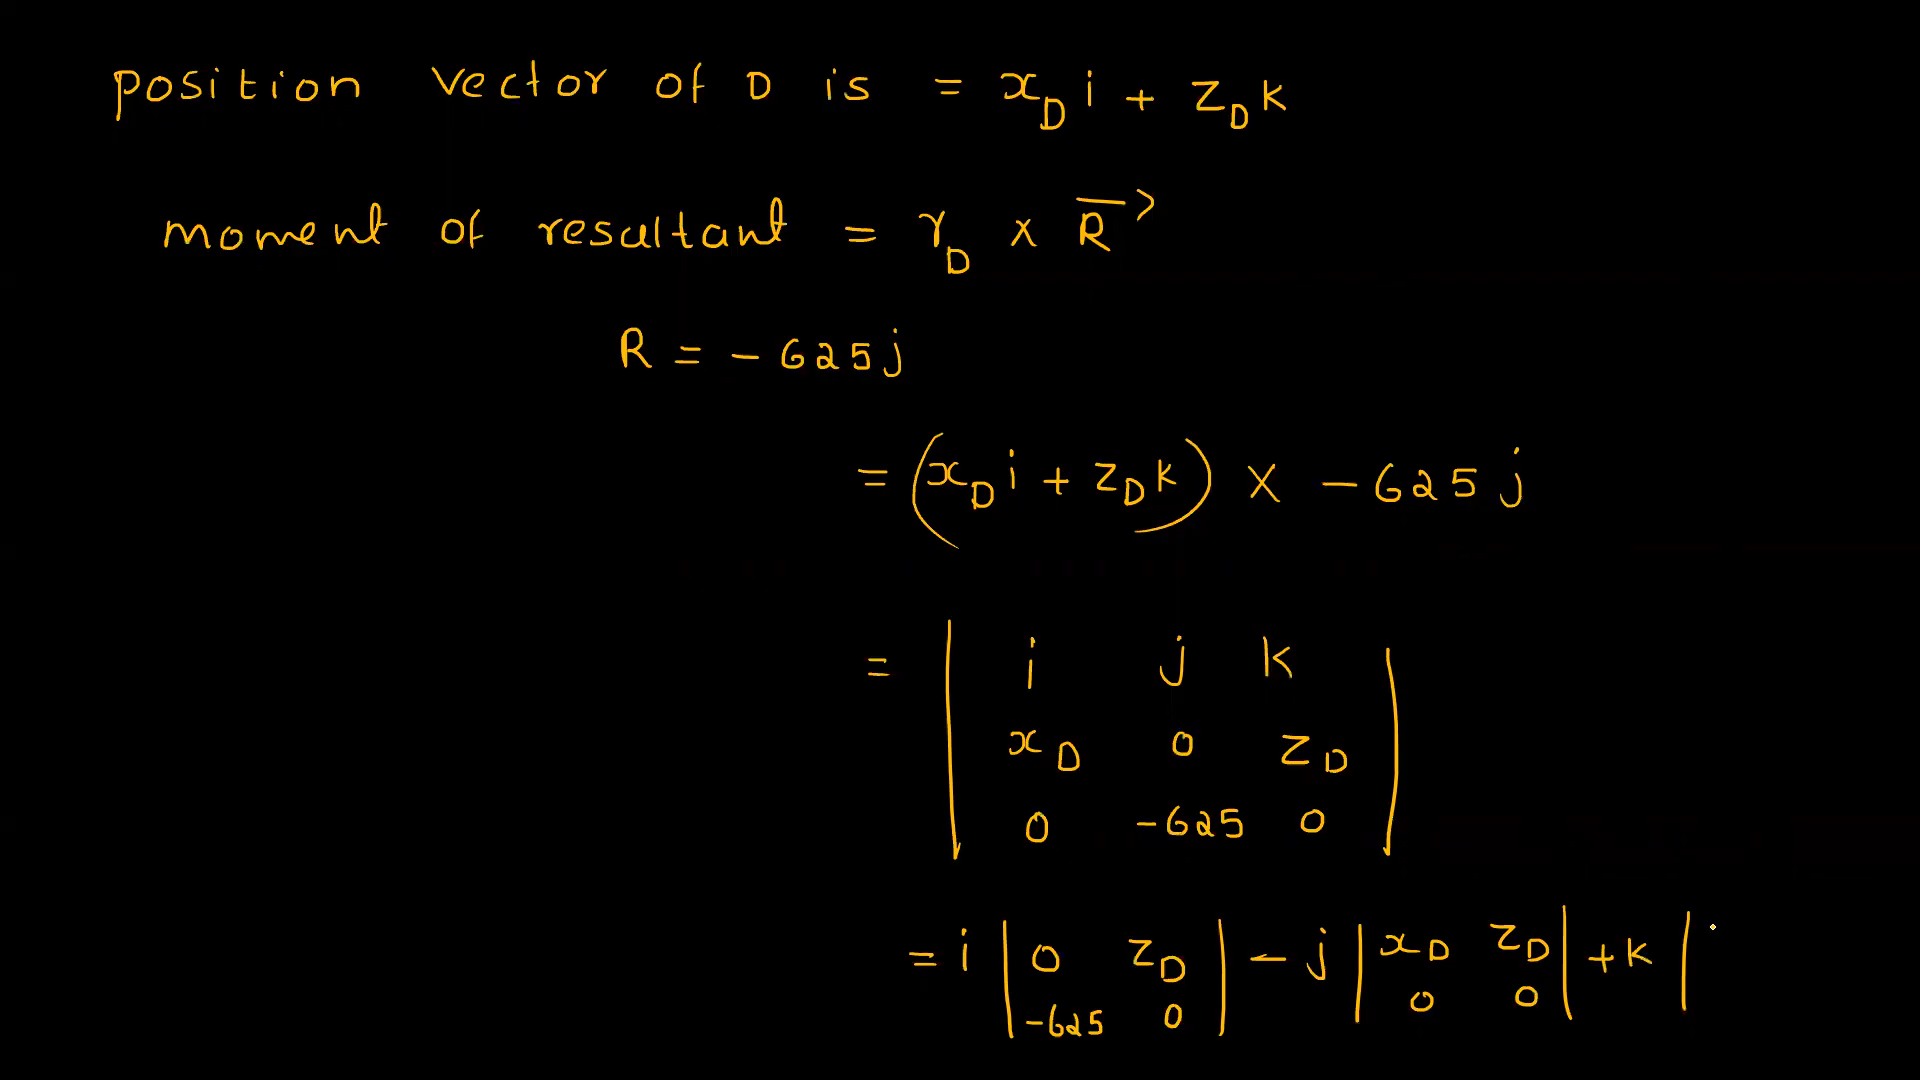 position vector of D is = x_D i + z_D k
moment of resultant = r_D × R⃗
R = - 625 j
= (x_D i + z_D k) × - 625 j
= | i j k |
| x_D 0 z_D |
| 0 -625 0 |
= i | 0 z_D | - j | x_D z_D | + k |
| -625 0 | | 0 0 |